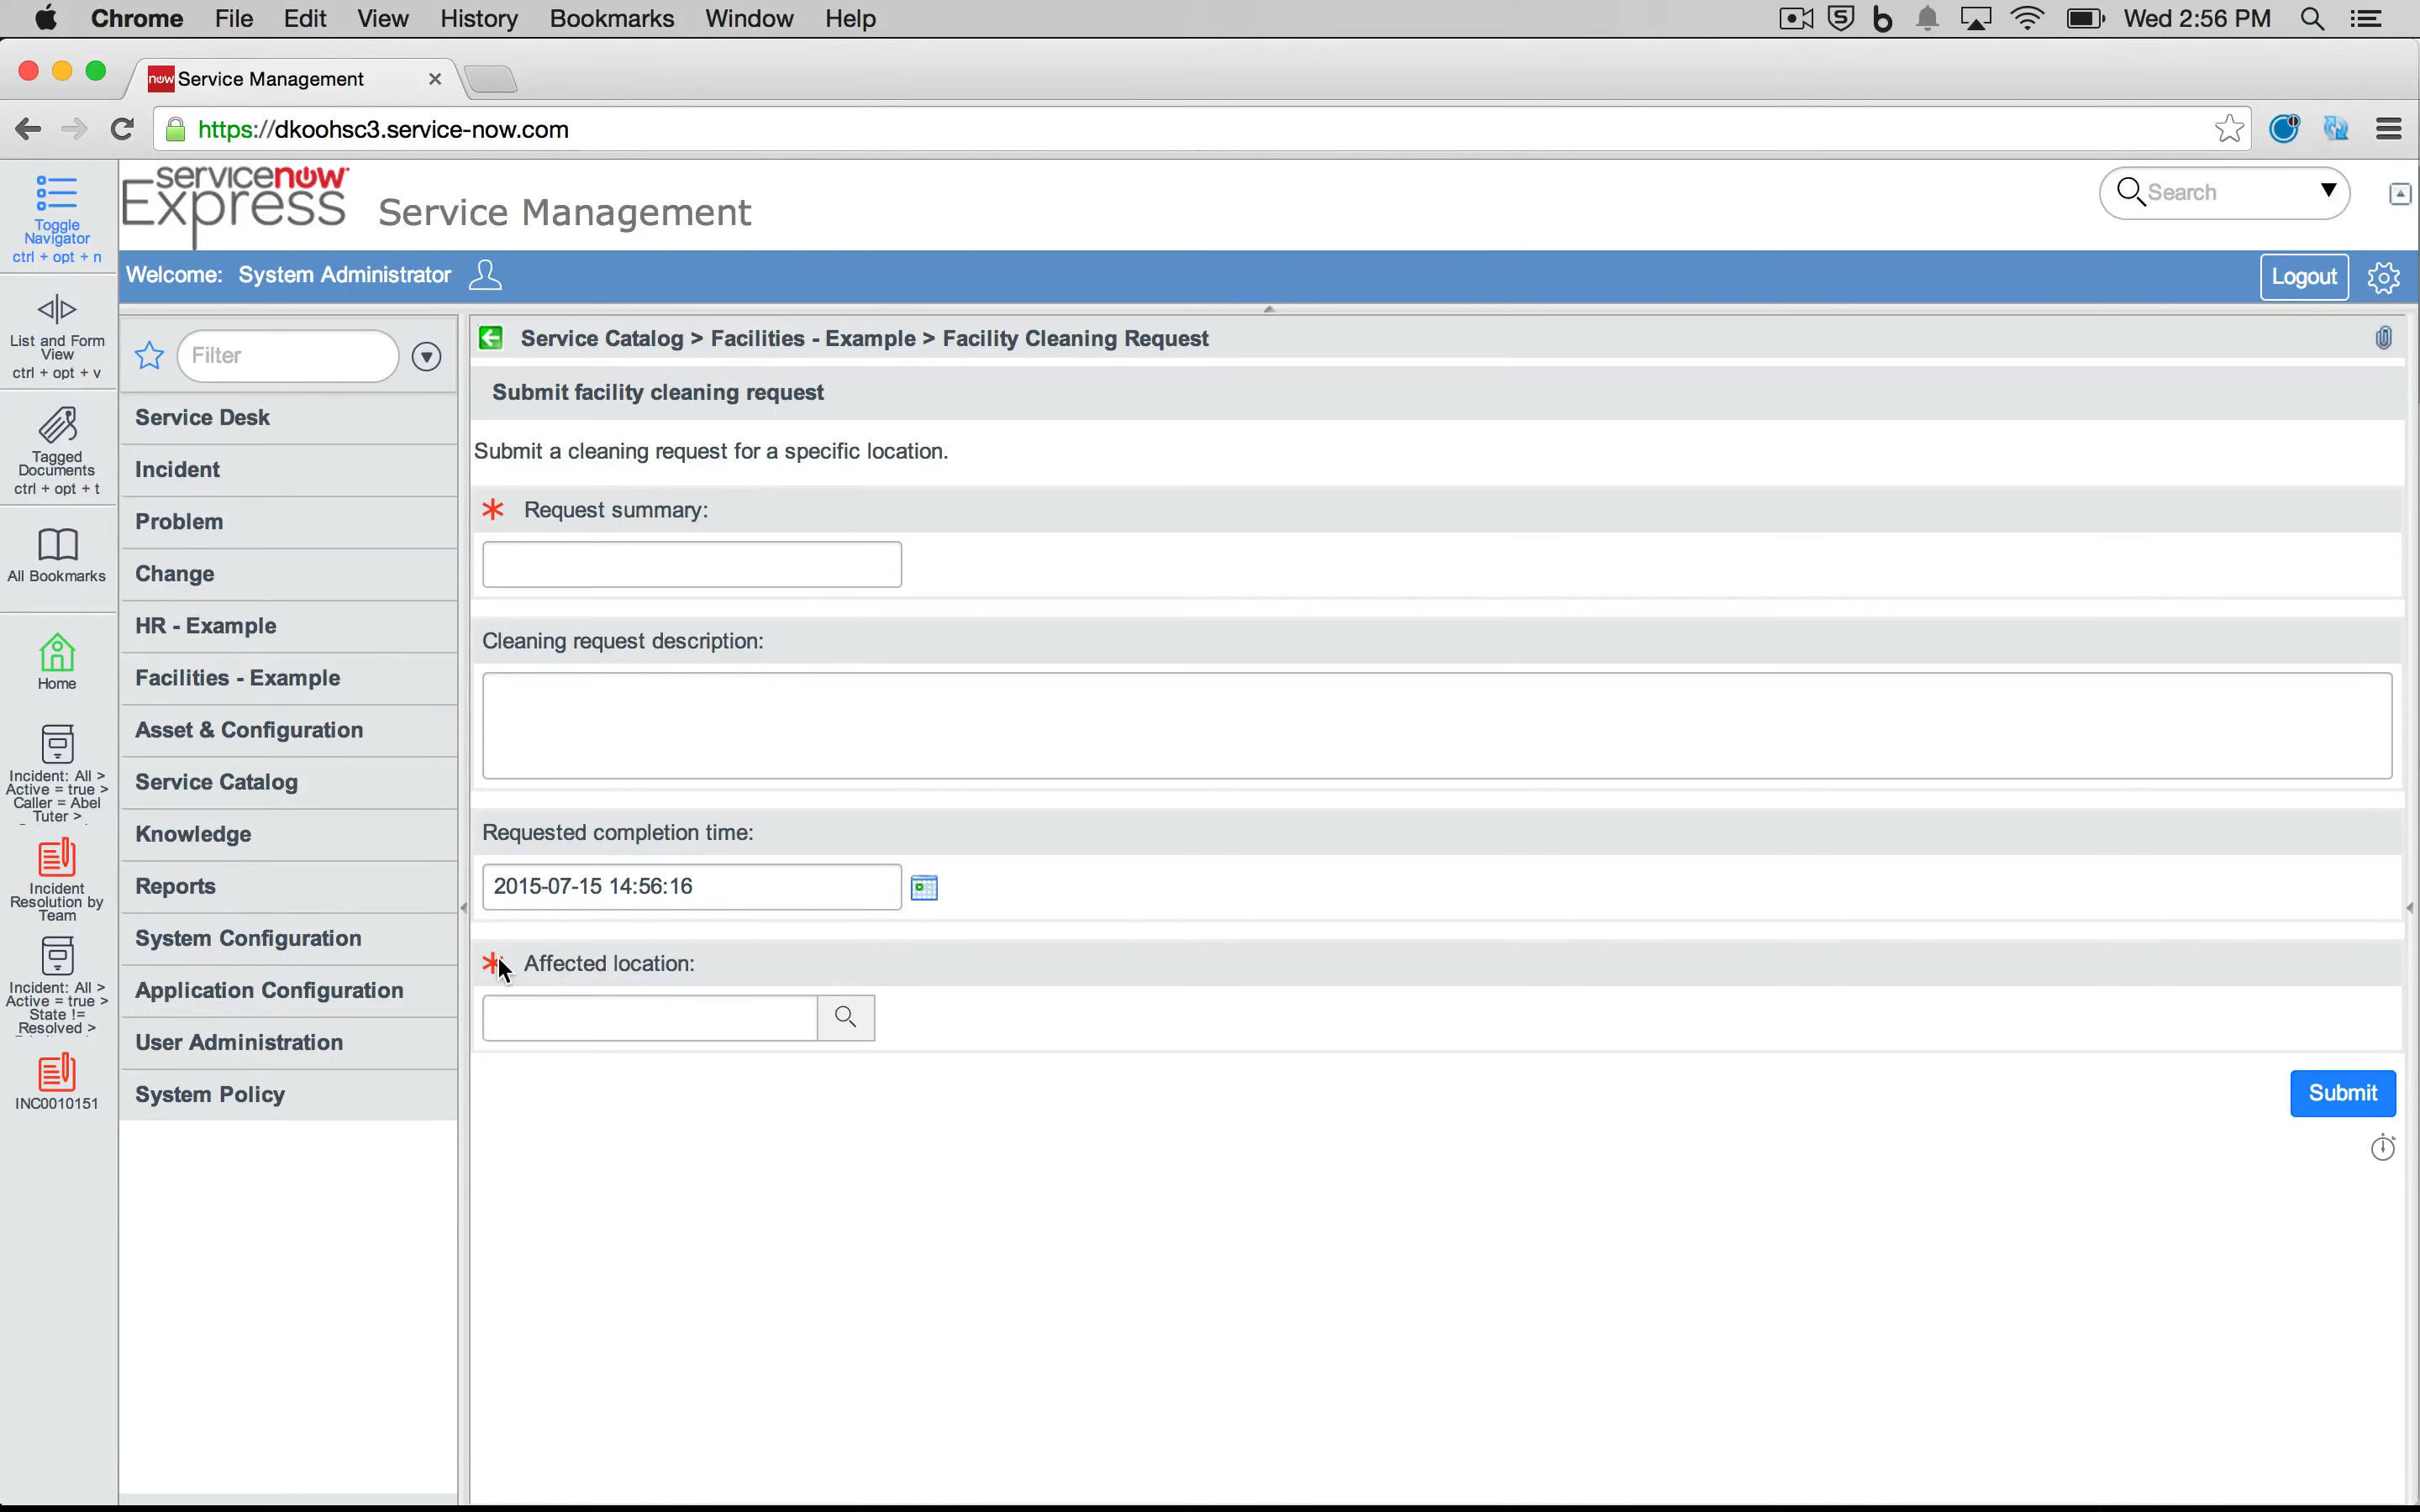 Chrome File Edit View History Bookmarks Window Help Wed 2:56 PM
now Service Management
https://dkoohsc3.service-now.com
servicenow
Express Service Management
Search
Welcome: System Administrator
Logout
Toggle
Navigator
ctrl + opt + n
List and Form
View
ctrl + opt + v
Tagged
Documents
ctrl + opt + t
All Bookmarks
Home
Incident: All >
Active = true >
Caller = Abel
Tuter >
Incident
Resolution by
Team
Incident: All >
Active = true >
State !=
Resolved >
INC0010151
Filter
Service Desk
Incident
Problem
Change
HR - Example
Facilities - Example
Asset & Configuration
Service Catalog
Knowledge
Reports
System Configuration
Application Configuration
User Administration
System Policy
Service Catalog > Facilities - Example > Facility Cleaning Request
Submit facility cleaning request
Submit a cleaning request for a specific location.
* Request summary:
Cleaning request description:
Requested completion time:
2015-07-15 14:56:16
* Affected location:
Submit